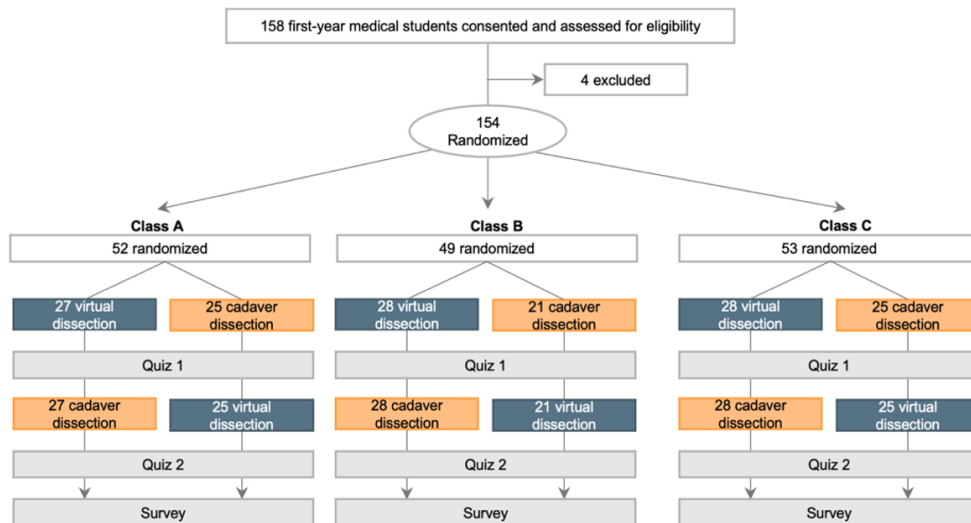 158 first-year medical students consented and assessed for eligibility
4 excluded
154
Randomized
Class A
52 randomized
27 virtual
dissection
25 cadaver
dissection
Quiz 1
27 cadaver
dissection
25 virtual
dissection
Quiz 2
Survey
Class B
49 randomized
28 virtual
dissection
21 cadaver
dissection
Quiz 1
28 cadaver
dissection
21 virtual
dissection
Quiz 2
Survey
Class C
53 randomized
28 virtual
dissection
25 cadaver
dissection
Quiz 1
28 cadaver
dissection
25 virtual
dissection
Quiz 2
Survey